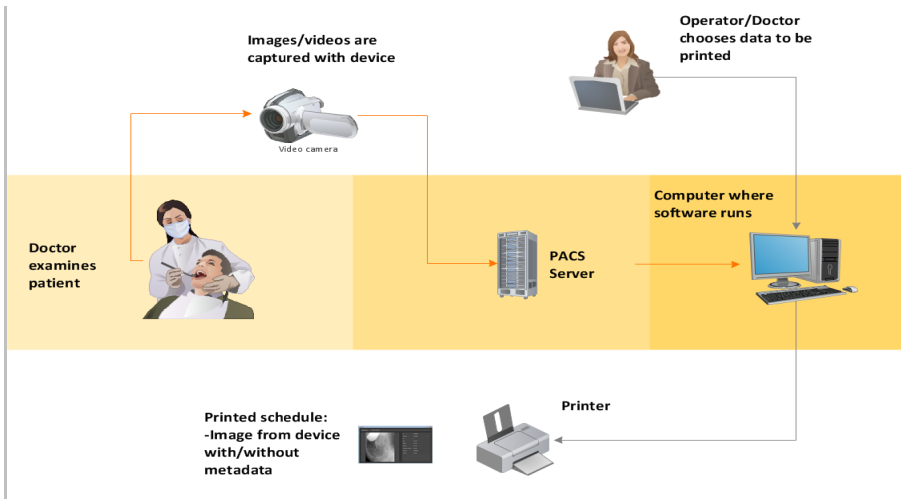 Images/videos are
captured with device
Operator/Doctor
chooses data to be
printed
Video camera
Computer where
software runs
Doctor
examines
patient
PACS
Server
Printed schedule:
-Image from device
with/without
metadata
Printer